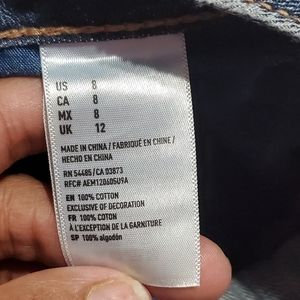 US 8
CA 8
MX 8
UK 12
MADE IN CHINA / FABRIQUÉ EN CHINE /
HECHO EN CHINA
RN 54485/CA 03873
RFC# AEM120605U9A
EN 100% COTTON
EXCLUSIVE OF DECORATION
FR 100% COTON
À L'EXCEPTION DE LA GARNITURE
SP 100% algodón